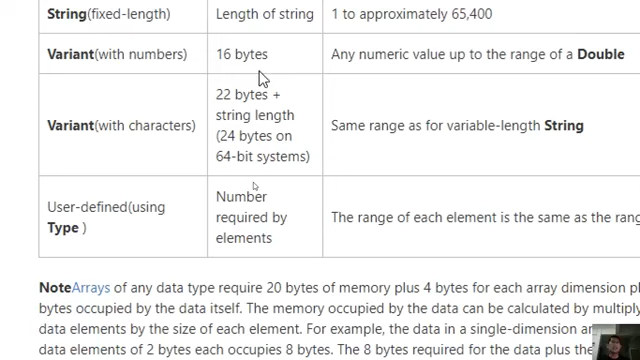 String(fixed-length) Length of string 1 to approximately 65,400
Variant(with numbers) 16 bytes Any numeric value up to the range of a Double
22 bytes +
string length
Variant(with characters) (24 bytes on Same range as for variable-length String
64-bit systems)
Number
User-defined(using required by The range of each element is the same as the
Type ) elements
NoteArrays of any data type require 20 bytes of memory plus 4 bytes for each array dimension
bytes occupied by the data itself. The memory occupied by the data can be calculated by
data elements by the size of each element. For example, the data in a single-dimension
data elements of 2 bytes each occupies 8 bytes. The 8 bytes required for the data plus